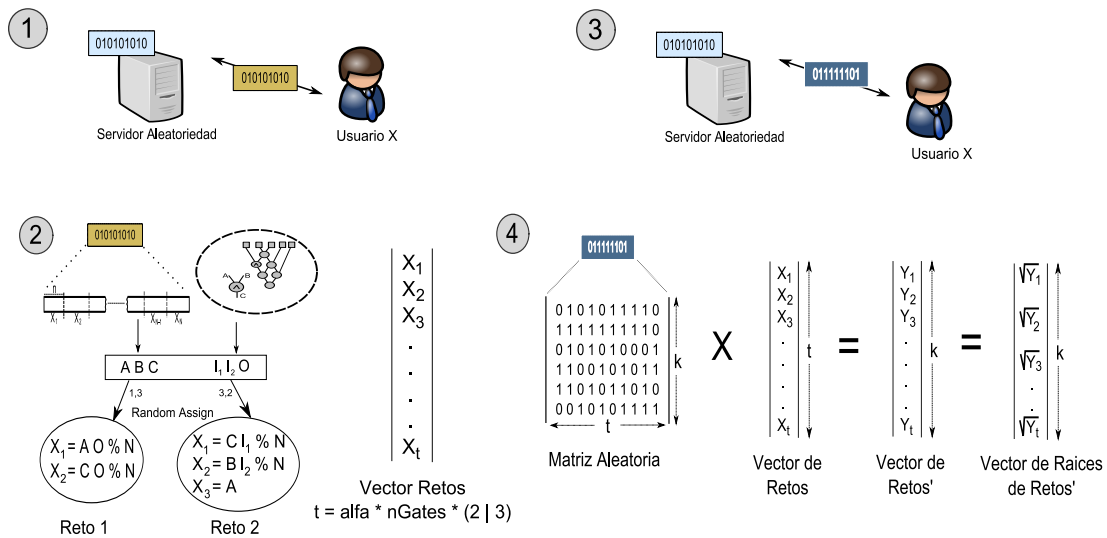 1
010101010
010101010
Servidor Aleatoriedad
Usuario X
3
010101010
011111101
Servidor Aleatoriedad
Usuario X
2
010101010
n
X1 X2
A B
C
A B C I1 I2 O
1,3 3,2
Random Assign
X1 = A O % N
X2 = C O % N
Reto 1
X1 = C I1 % N
X2 = B I2 % N
X3 = A
Reto 2
X1
X2
X3
.
.
.
.
Xt
Vector Retos
t = alfa * nGates * (2 | 3)
4
011111101
0 1 0 1 0 1 1 1 1 0
1 1 1 1 1 1 1 1 1 0
0 1 0 1 0 1 0 0 0 1
1 1 1 1 0 1 1 1 1 0
1 1 0 1 0 1 1 0 1 0
0 0 1 0 1 0 1 1 1 1
k
t
Matriz Aleatoria
X
X1
X2
X3
.
.
.
.
Xt
t
Vector de
Retos
=
Y1
Y2
Y3
.
.
.
.
Yt
k
Vector de
Retos'
=
√Y1
√Y2
√Y3
.
.
√Yt
k
Vector de Raices
de Retos'